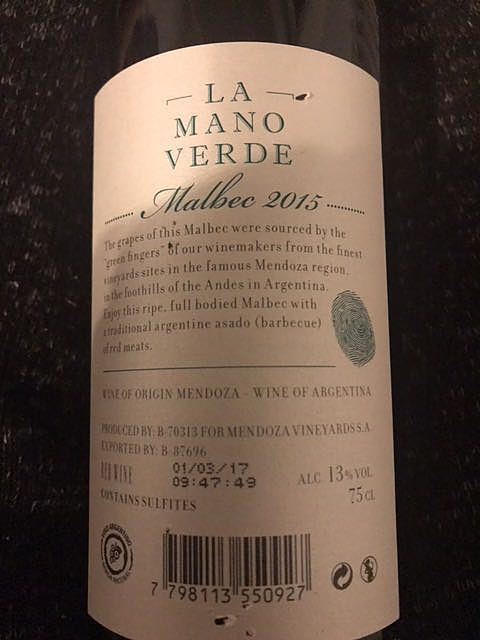 LA
MANO
VERDE
Malbec 2015
The grapes of this Malbec were sourced by the
"green fingers" of our winemakers from the finest
vineyards sites in the famous Mendoza region,
in the foothills of the Andes in Argentina.
Enjoy this ripe, full bodied Malbec with
a traditional argentine asado (barbecue)
of red meats.
WINE OF ORIGIN MENDOZA - WINE OF ARGENTINA
PRODUCED BY: B-70313 FOR MENDOZA VINEYARDS S.A.
EXPORTED BY: B-87696
RED WINE 01/03/17 ALC. 13% VOL.
09:47:49 75 CL
CONTAINS SULFITES
VINO ARGENTINO
7 798113 550927